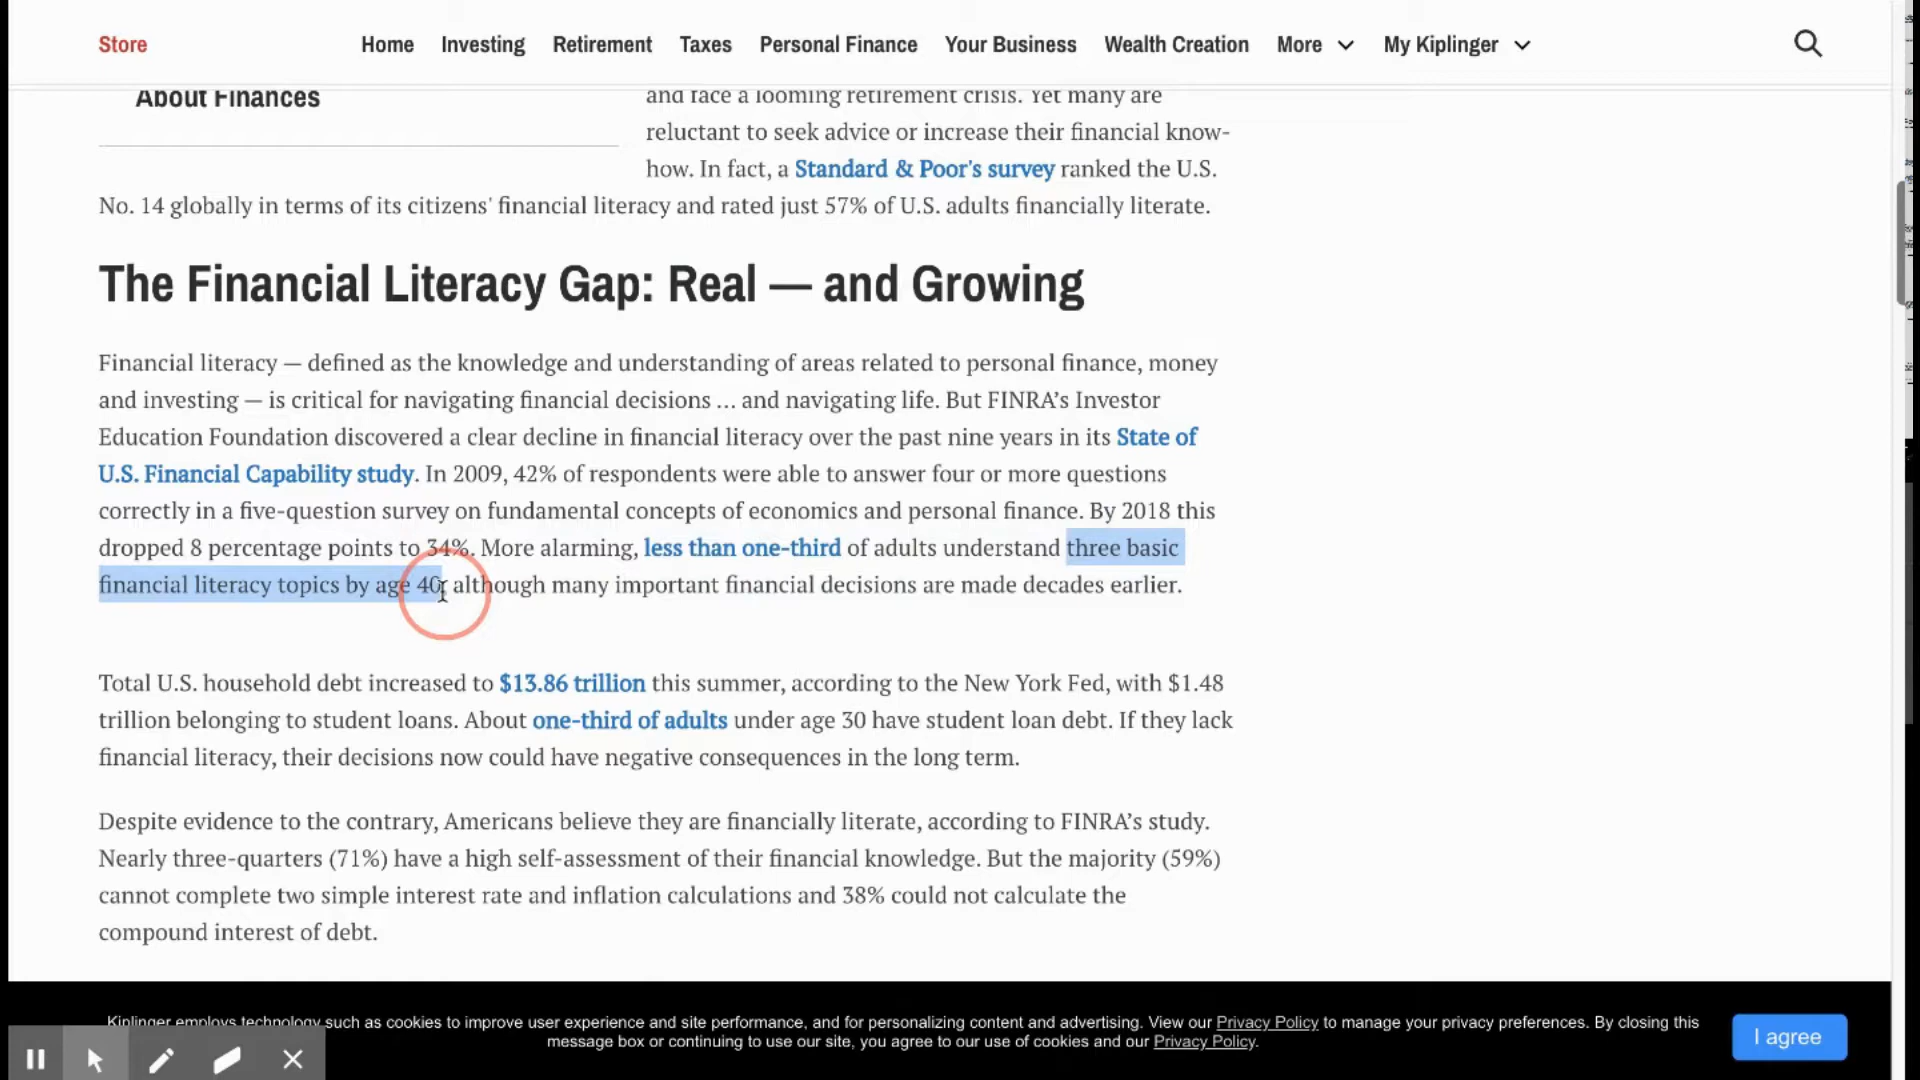 Store Home Investing Retirement Taxes Personal Finance Your Business Wealth Creation More My Kiplinger
About Finances
and face a looming retirement crisis. Yet many are
reluctant to seek advice or increase their financial know-
how. In fact, a Standard & Poor's survey ranked the U.S.
No. 14 globally in terms of its citizens' financial literacy and rated just 57% of U.S. adults financially literate.
The Financial Literacy Gap: Real — and Growing
Financial literacy — defined as the knowledge and understanding of areas related to personal finance, money
and investing — is critical for navigating financial decisions … and navigating life. But FINRA’s Investor
Education Foundation discovered a clear decline in financial literacy over the past nine years in its State of
U.S. Financial Capability study. In 2009, 42% of respondents were able to answer four or more questions
correctly in a five-question survey on fundamental concepts of economics and personal finance. By 2018 this
dropped 8 percentage points to 34%. More alarming, less than one-third of adults understand three basic
financial literacy topics by age 40, although many important financial decisions are made decades earlier.
Total U.S. household debt increased to $13.86 trillion this summer, according to the New York Fed, with $1.48
trillion belonging to student loans. About one-third of adults under age 30 have student loan debt. If they lack
financial literacy, their decisions now could have negative consequences in the long term.
Despite evidence to the contrary, Americans believe they are financially literate, according to FINRA’s study.
Nearly three-quarters (71%) have a high self-assessment of their financial knowledge. But the majority (59%)
cannot complete two simple interest rate and inflation calculations and 38% could not calculate the
compound interest of debt.
Kiplinger employs technology such as cookies to improve user experience and site performance, and for personalizing content and advertising. View our Privacy Policy to manage your privacy preferences. By closing this
message box or continuing to use our site, you agree to our use of cookies and our Privacy Policy.
I agree